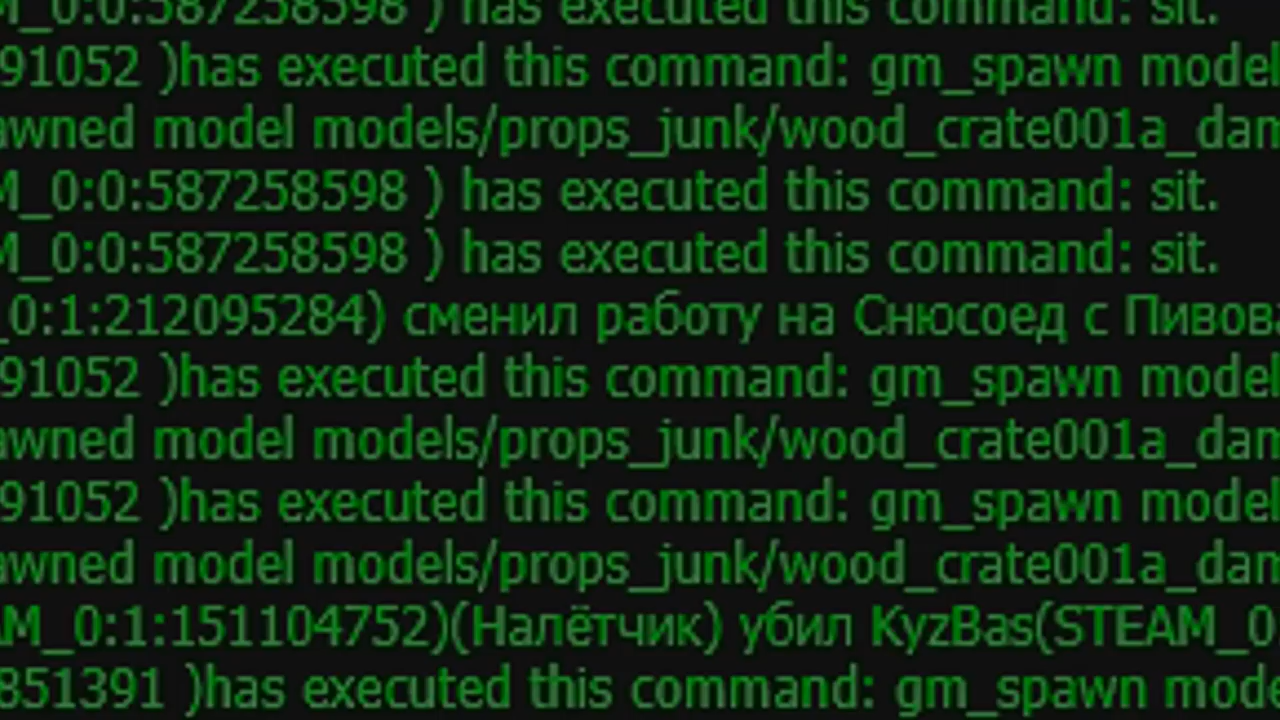 M_0:0:587258598 ) has executed this command: sit.
91052 )has executed this command: gm_spawn model
awned model models/props_junk/wood_crate001a_dam
M_0:0:587258598 ) has executed this command: sit.
M_0:0:587258598 ) has executed this command: sit.
_0:1:212095284) сменил работу на Снюсоед с Пивова
91052 )has executed this command: gm_spawn model
awned model models/props_junk/wood_crate001a_dam
91052 )has executed this command: gm_spawn model
awned model models/props_junk/wood_crate001a_dam
AM_0:1:151104752)(Налётчик) убил KyzBas(STEAM_0:
851391 )has executed this command: gm_spawn mode